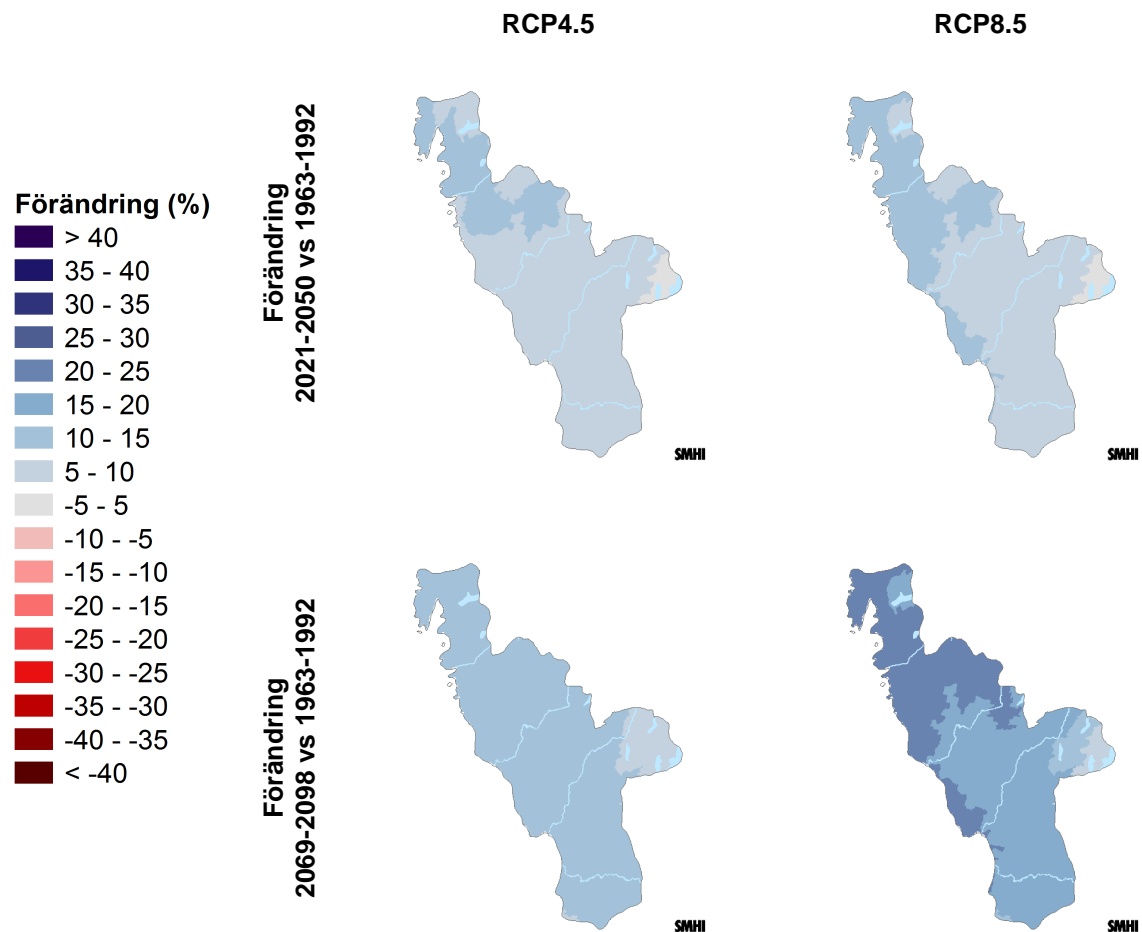 RCP4.5
RCP8.5
Förändring
2021-2050 vs 1963-1992
Förändring (%)
> 40
35 - 40
30 - 35
25 - 30
20 - 25
15 - 20
10 - 15
5 - 10
-5 - 5
-10 - -5
-15 - -10
-20 - -15
-25 - -20
-30 - -25
-35 - -30
-40 - -35
< -40
SMHI
SMHI
Förändring
2069-2098 vs 1963-1992
SMHI
SMHI